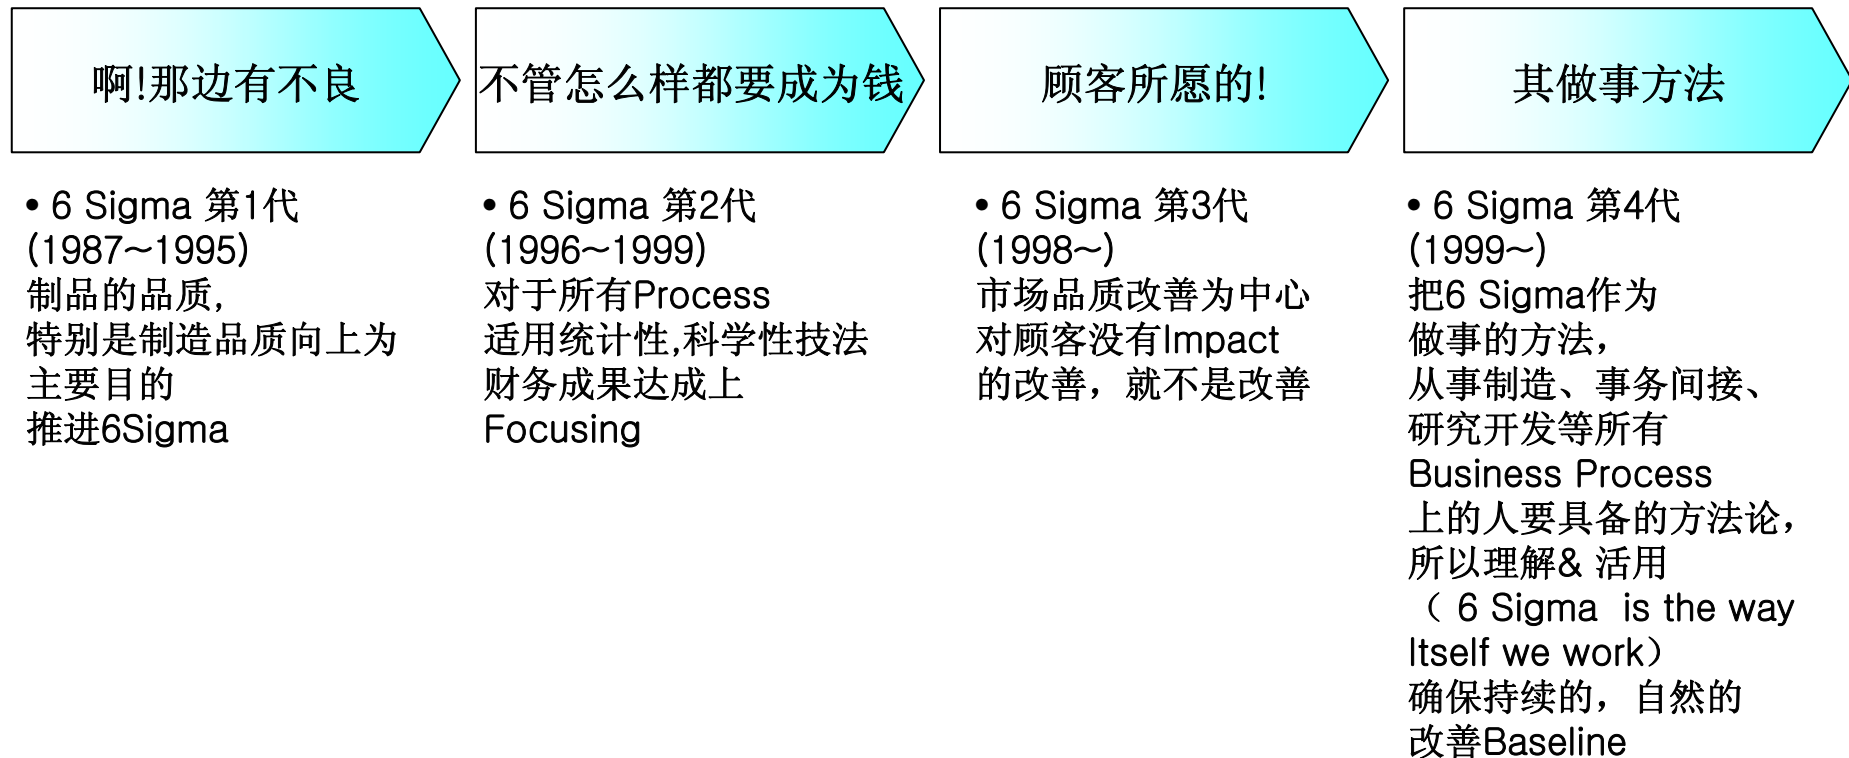 啊!那边有不良
不管怎么样都要成为钱
顾客所愿的!
其做事方法
• 6 Sigma 第1代
(1987~1995)
制品的品质,
特别是制造品质向上为
主要目的
推进6Sigma
• 6 Sigma 第2代
(1996~1999)
对于所有Process
适用统计性,科学性技法
财务成果达成上
Focusing
• 6 Sigma 第3代
(1998~)
市场品质改善为中心
对顾客没有Impact
的改善，就不是改善
• 6 Sigma 第4代
(1999~)
把6 Sigma作为
做事的方法，
从事制造、事务间接、
研究开发等所有
Business Process
上的人要具备的方法论，
所以理解& 活用
（ 6 Sigma  is the way
Itself we work）
确保持续的，自然的
改善Baseline